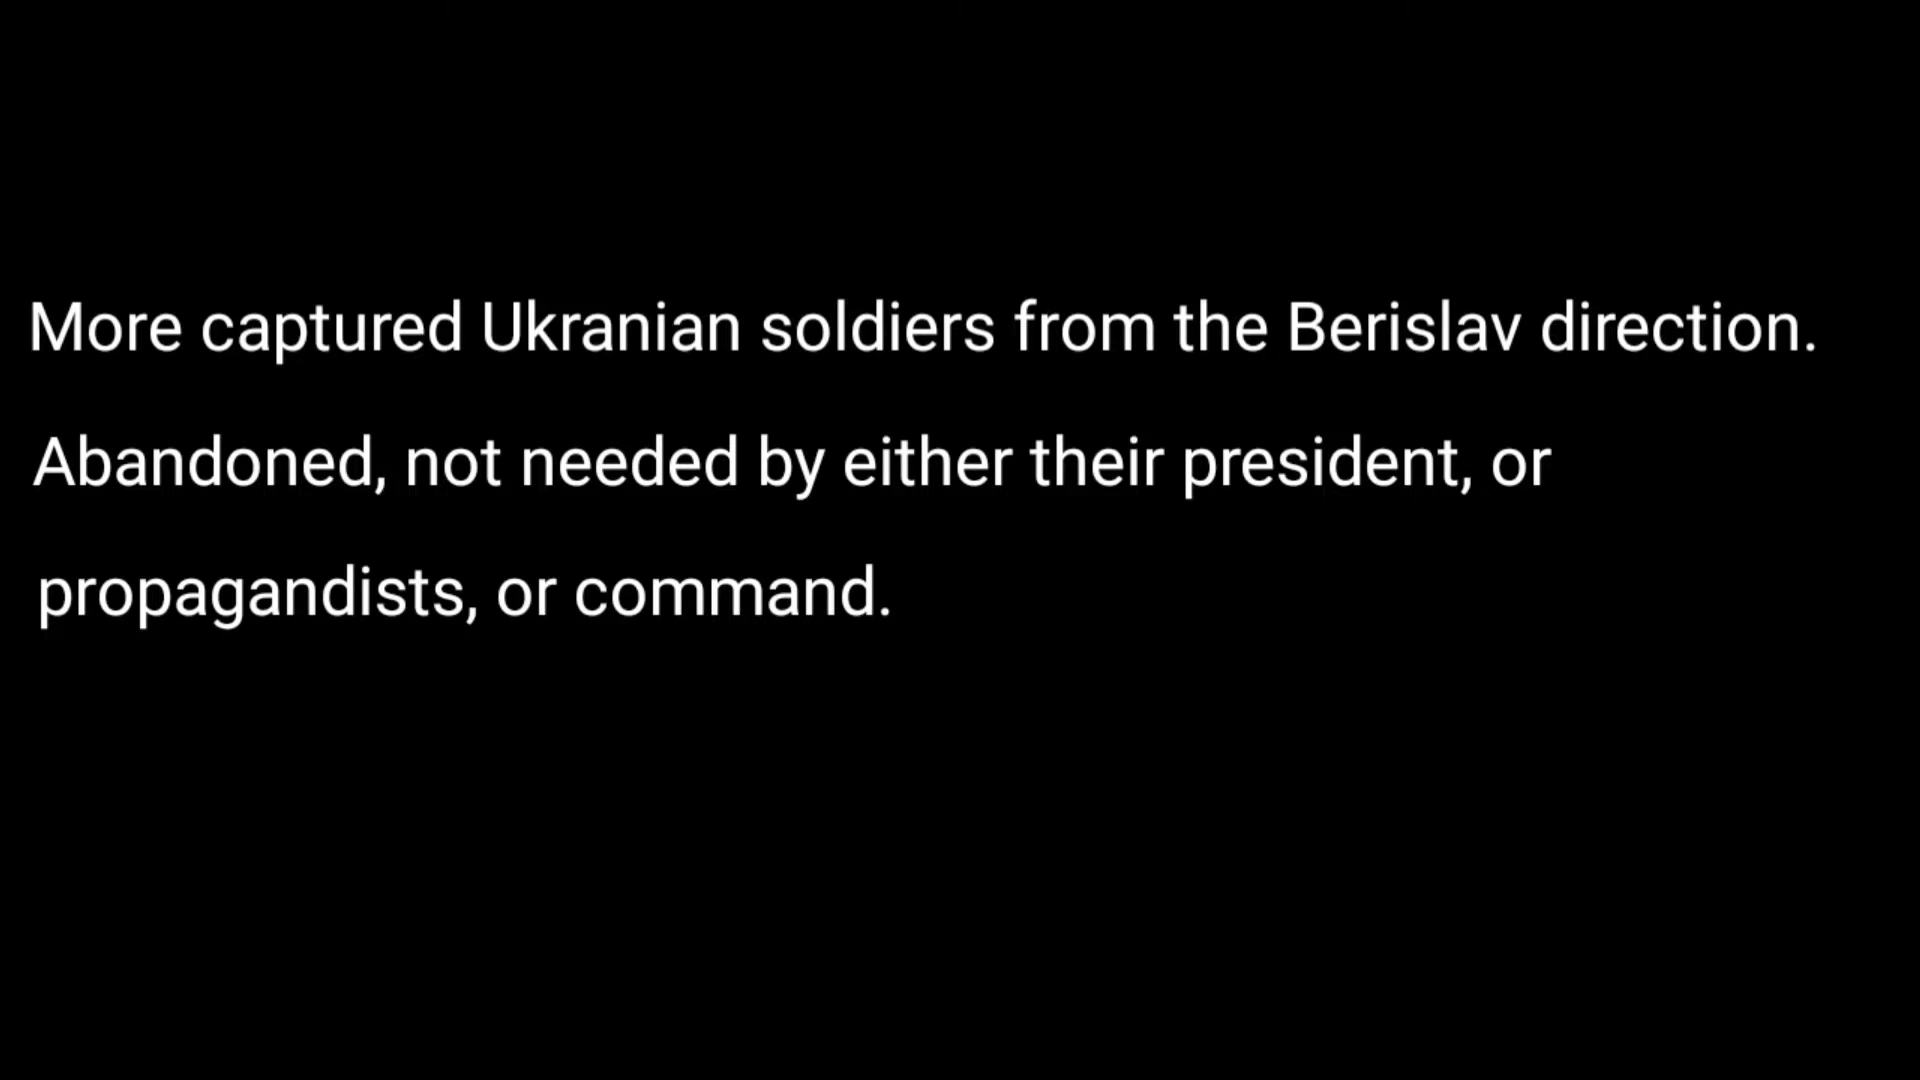 More captured Ukranian soldiers from the Berislav direction.
Abandoned, not needed by either their president, or
propagandists, or command.